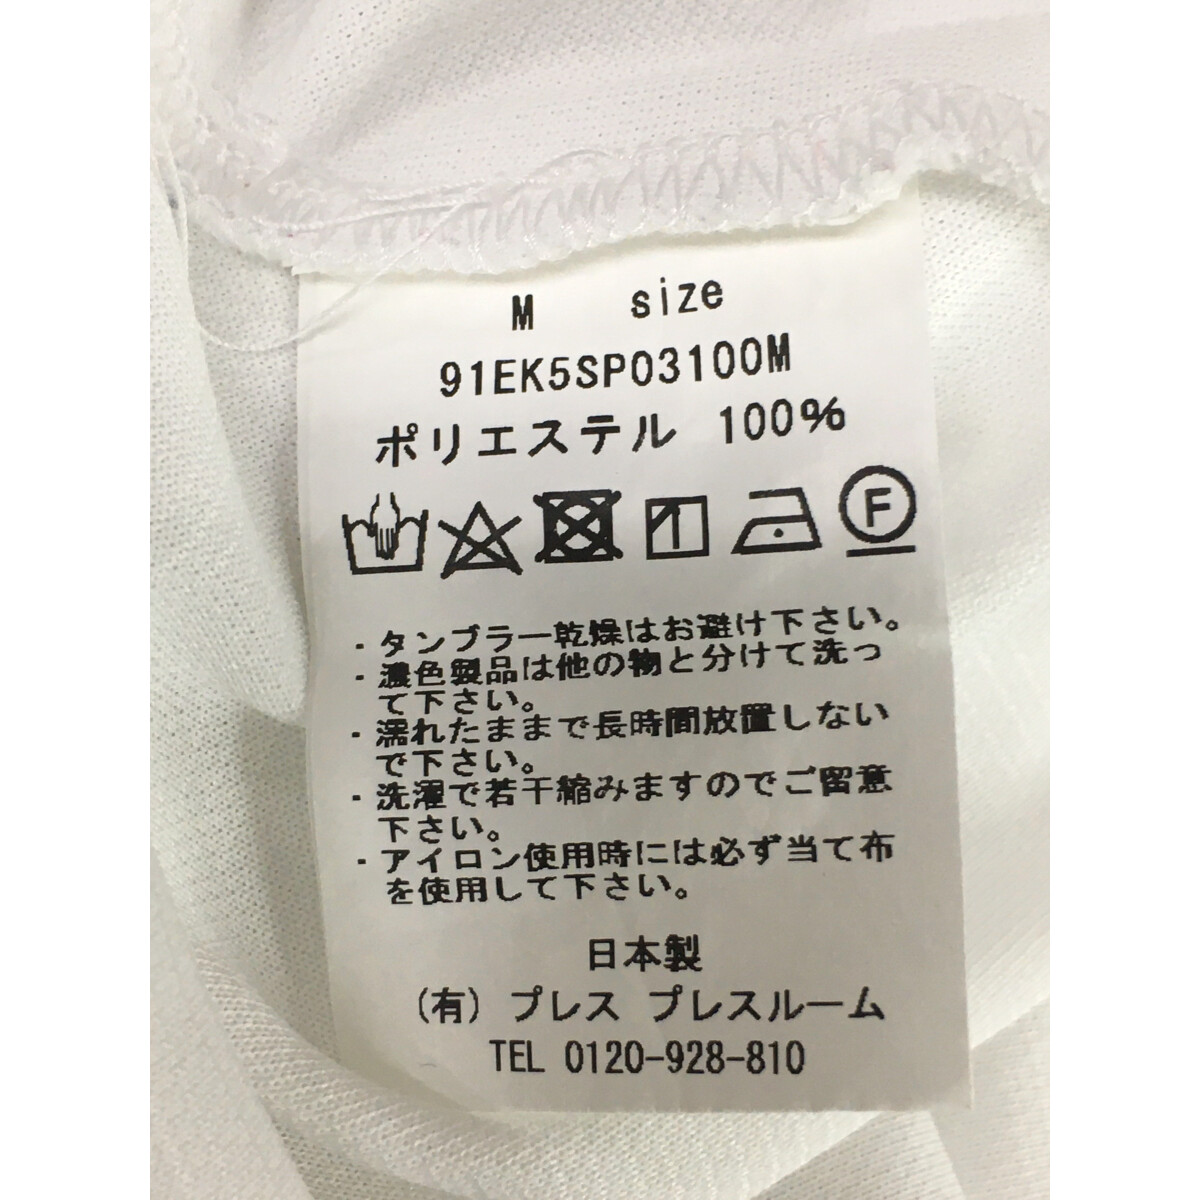 M size
91EK5SP03100M
ポリエステル 100%
F
・タンブラー乾燥はお避け下さい。
・濃色製品は他の物と分けて洗っ
て下さい。
・濡れたままで長時間放置しない
で下さい。
・洗濯で若干縮みますのでご留意
下さい。
・アイロン使用時には必ず当て布
を使用して下さい。
日本製
(有) プレス プレスルーム
TEL 0120-928-810